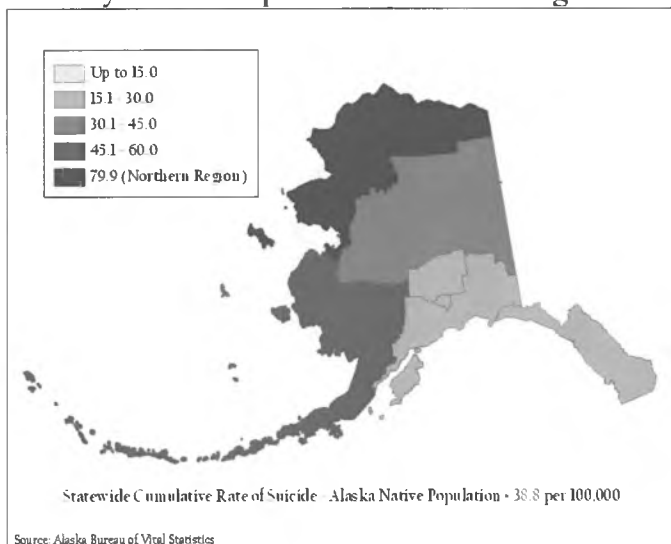 Up to 15.0
15.1 - 30.0
30.1 - 45.0
45.1 - 60.0
79.9 (Northern Region)
Statewide Cumulative Rate of Suicide - Alaska Native Population - 38.8 per 100,000
Source: Alaska Bureau of Vital Statistics